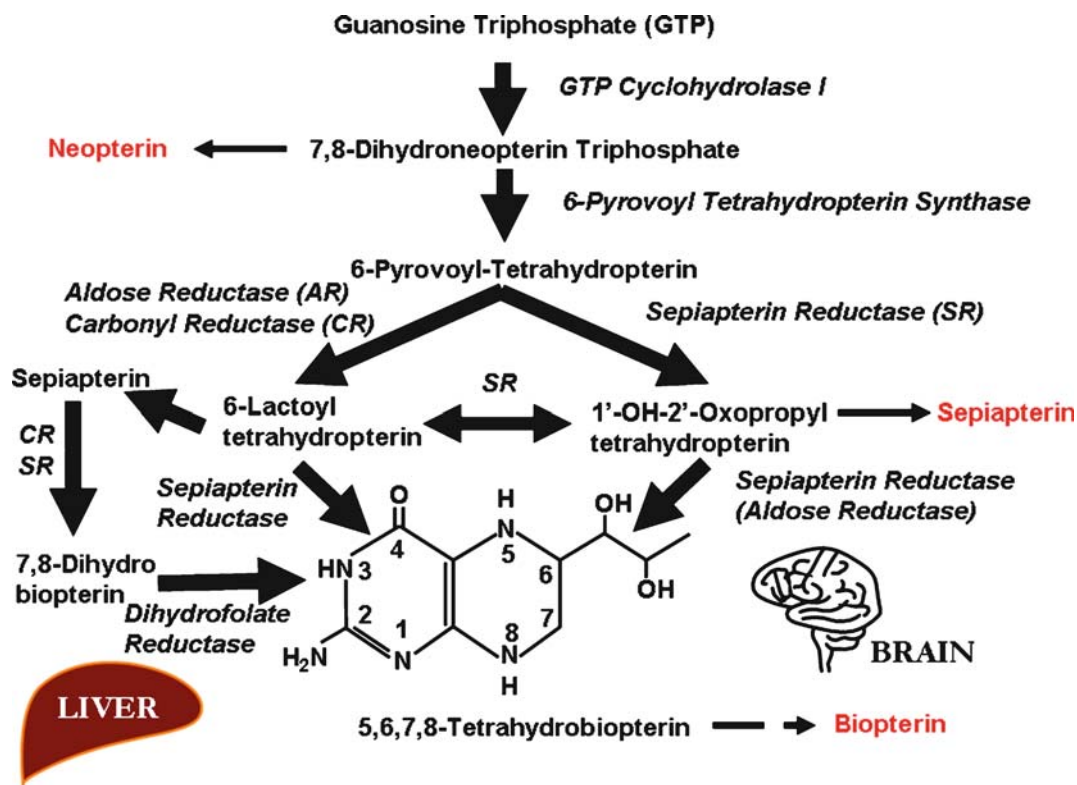 Guanosine Triphosphate (GTP)
GTP Cyclohydrolase I
Neopterin
7,8-Dihydroneopterin Triphosphate
6-Pyrovoyl Tetrahydropterin Synthase
6-Pyrovoyl-Tetrahydropterin
Aldose Reductase (AR)
Carbonyl Reductase (CR)
Sepiapterin Reductase (SR)
Sepiapterin
SR
6-Lactoyl
tetrahydropterin
1'-OH-2'-Oxopropyl
tetrahydropterin
Sepiapterin
CR
SR
Sepiapterin
Reductase
Sepiapterin Reductase
(Aldose Reductase)
O
H
N
OH
4
5
7,8-Dihydro
biopterin
HN
3
6
OH
Dihydrofolate
Reductase
2
1
8
7
H₂N
N
N
H
BRAIN
LIVER
5,6,7,8-Tetrahydrobiopterin
Biopterin